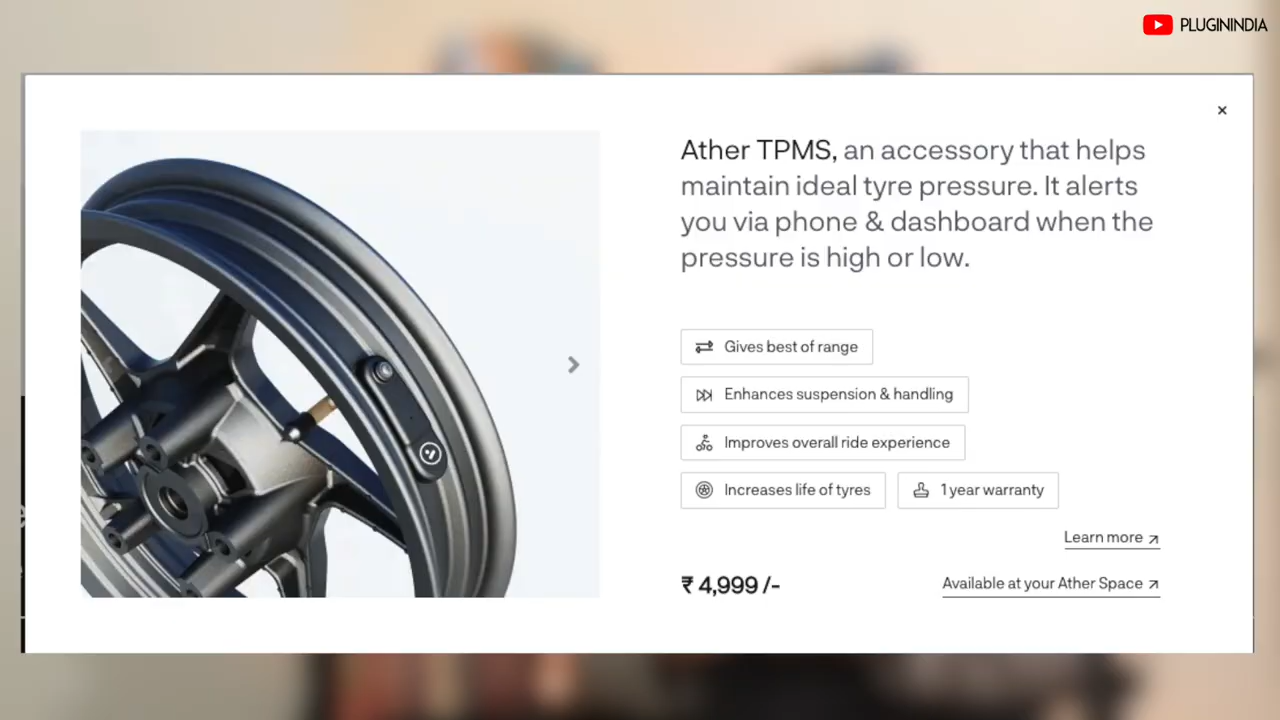 PLUGININDIA
Ather TPMS, an accessory that helps
maintain ideal tyre pressure. It alerts
you via phone & dashboard when the
pressure is high or low.
Gives best of range
Enhances suspension & handling
Improves overall ride experience
Increases life of tyres
1 year warranty
Learn more
₹ 4,999 /-
Available at your Ather Space